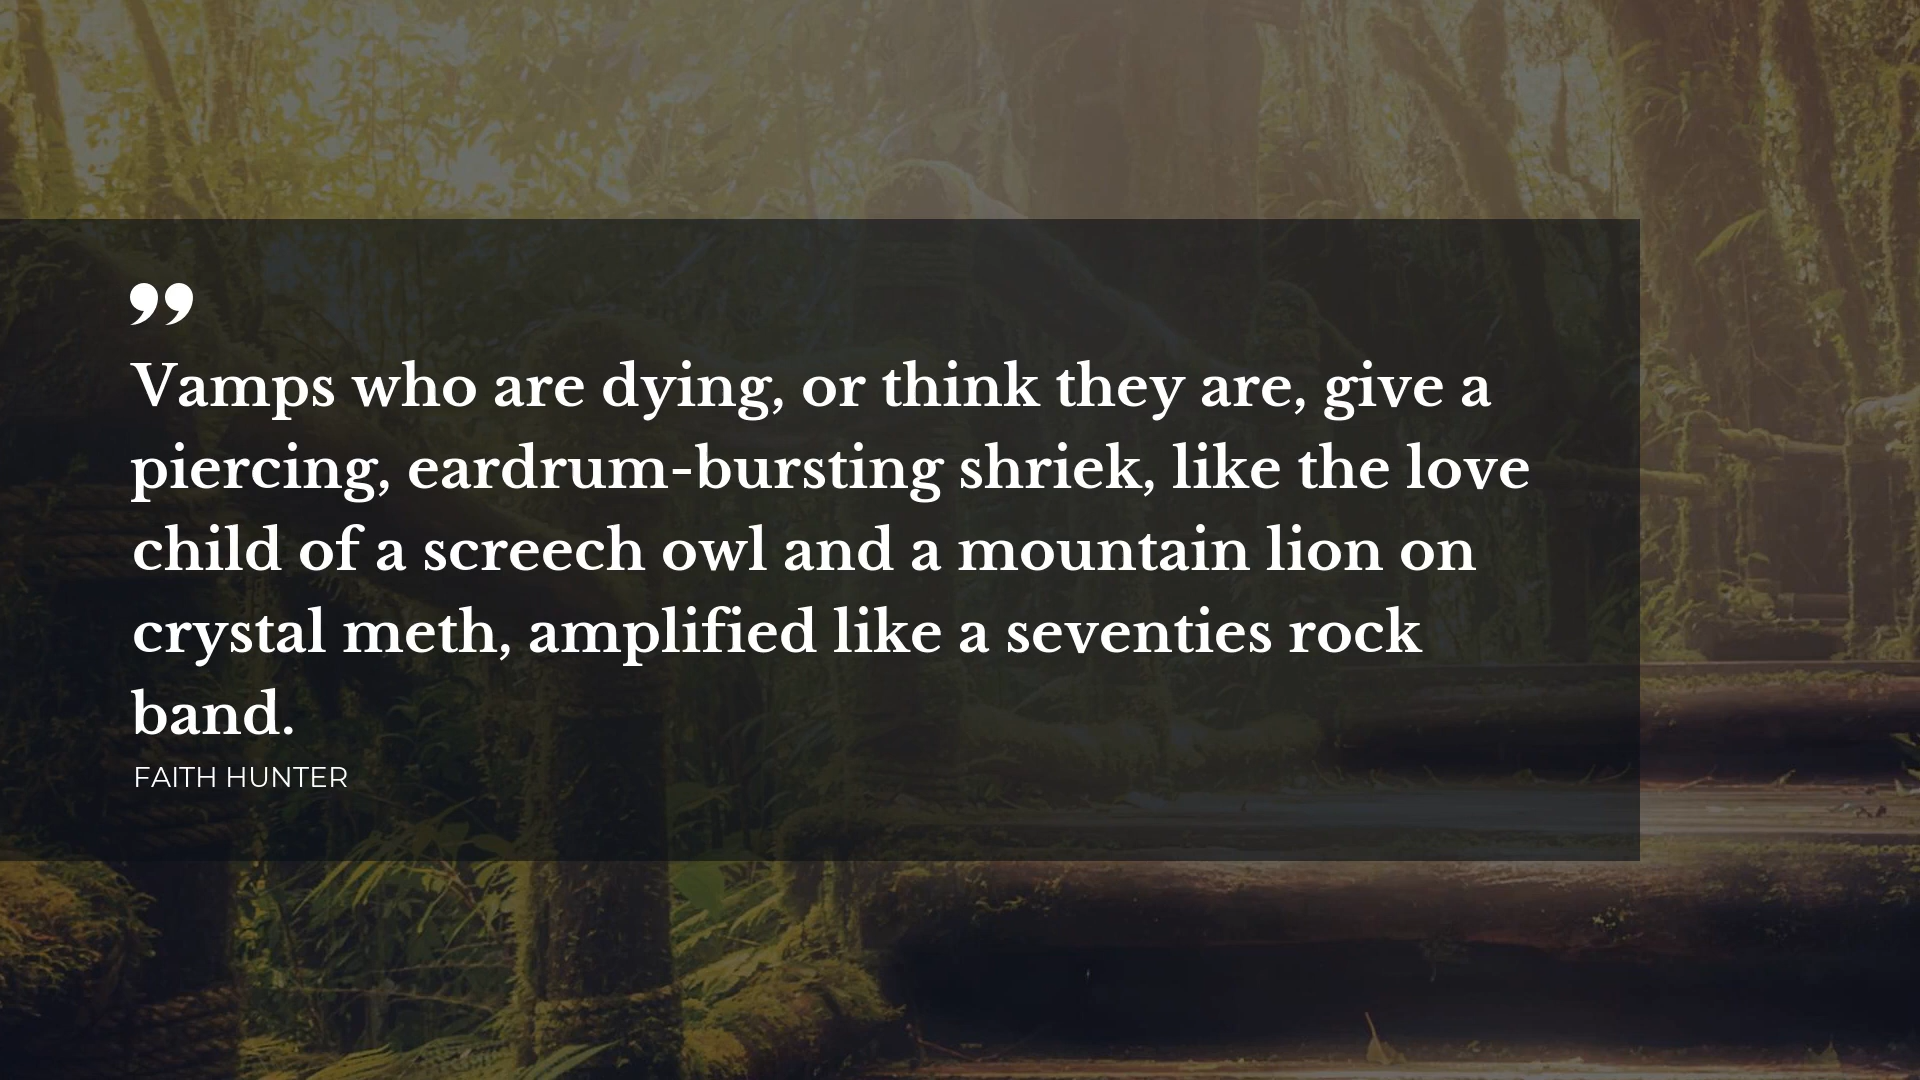 ”
Vamps who are dying, or think they are, give a
piercing, eardrum-bursting shriek, like the love
child of a screech owl and a mountain lion on
crystal meth, amplified like a seventies rock
band.
FAITH HUNTER